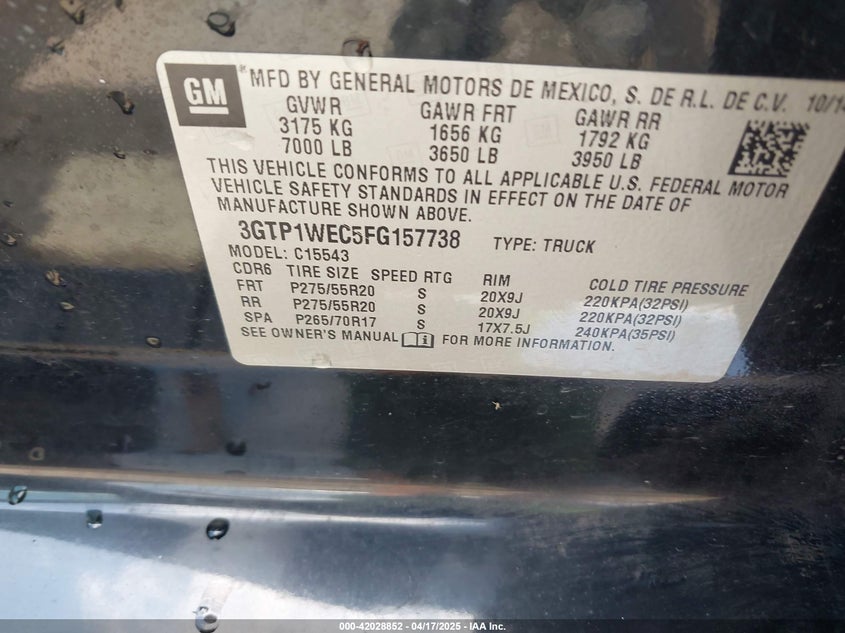 GM MFD BY GENERAL MOTORS DE MEXICO, S. DE R.L. DE C.V. 10/14
GVWR GAWR FRT GAWR RR
3175 KG 1656 KG 1792 KG
7000 LB 3650 LB 3950 LB
THIS VEHICLE CONFORMS TO ALL APPLICABLE U.S. FEDERAL MOTOR
VEHICLE SAFETY STANDARDS IN EFFECT ON THE DATE OF
MANUFACTURE SHOWN ABOVE.
3GTP1WEC5FG157738 TYPE: TRUCK
MODEL: C15543
CDR6 TIRE SIZE SPEED RTG RIM COLD TIRE PRESSURE
FRT P275/55R20 S 20X9J 220KPA(32PSI)
RR P275/55R20 S 20X9J 220KPA(32PSI)
SPA P265/70R17 S 17X7.5J 240KPA(35PSI)
SEE OWNER'S MANUAL FOR MORE INFORMATION.
000-42028852 - 04/17/2025 - IAA Inc.